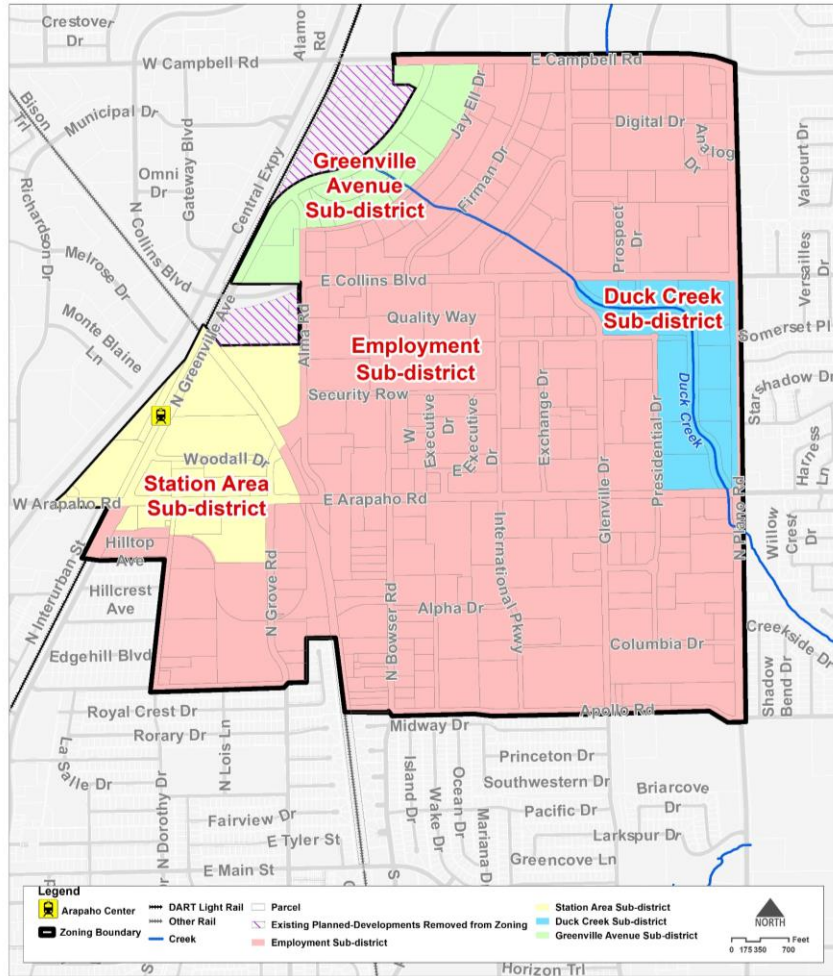 Crestover
Dr
Alamo
Rd
W Campbell Rd
E Campbell Rd
Bison
Trl
Municipal Dr
Jay Ell Dr
Digital Dr
Analog
Dr
Omni
Dr
Gateway Blvd
Central Expy
Greenville
Avenue
Sub-district
Firman Dr
Valcourt Dr
Richardson Dr
N Collins Blvd
Melrose Dr
Prospect
Dr
Versailles
Dr
E Collins Blvd
Duck Creek
Sub-district
Monte Blaine
Ln
N Greenville Ave
Alma Rd
Quality Way
Employment
Sub-district
Somerset Pl
Starshadow Dr
Security Row
W
Executive
Dr
E
Executive
Dr
Exchange Dr
Presidential Dr
Duck Creek
Harness
Ln
Woodall Dr
Station Area
Sub-district
W Arapaho Rd
E Arapaho Rd
Glenville Dr
N Plano Rd
Willow
Crest
Dr
N Interurban St
Hilltop
Ave
International Pkwy
Hillcrest
Ave
N Grove Rd
N Bowser Rd
Alpha Dr
Edgehill Blvd
Columbia Dr
Creekside Dr
Shadow
Bend Dr
Royal Crest Dr
Apollo Rd
Midway Dr
Rorary Dr
La Salle Dr
N Lois Ln
Princeton Dr
Island Dr
Wake Dr
Ocean Dr
Mariana Dr
Southwestern Dr
Briarcove
Dr
N Dorothy Dr
Fairview Dr
Pacific Dr
E Tyler St
Larkspur Dr
Greencove Ln
E Main St
Legend
Arapaho Center
Zoning Boundary
DART Light Rail
Other Rail
Creek
Parcel
Existing Planned-Developments Removed from Zoning
Employment Sub-district
Station Area Sub-district
Duck Creek Sub-district
Greenville Avenue Sub-district
NORTH
Feet
0 175 350 700
Horizon Trl